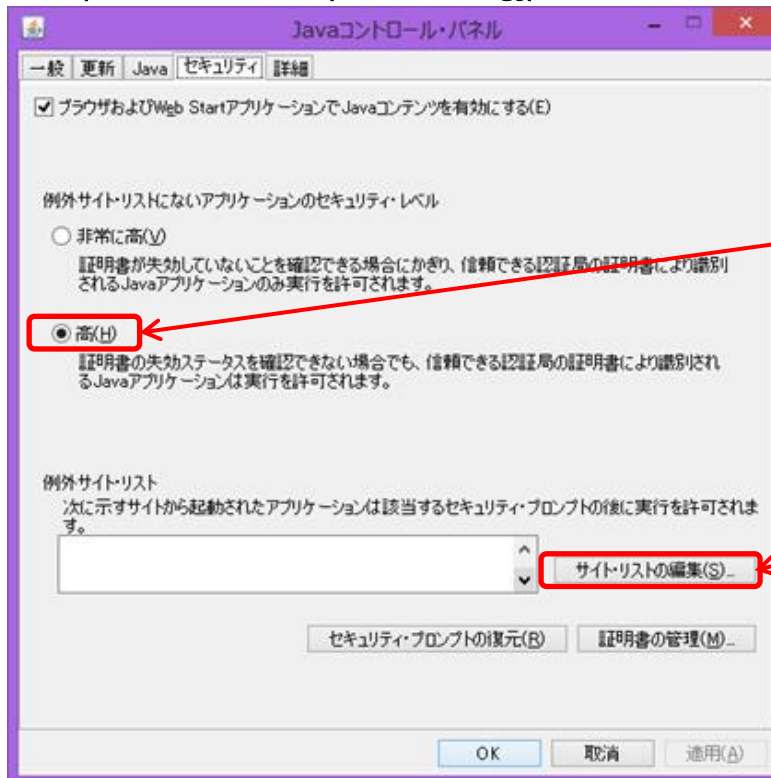 Javaコントロール・パネル
一般 更新 Java セキュリティ 詳細
ブラウザおよびWeb StartアプリケーションでJavaコンテンツを有効にする(E)
例外サイト・リストにないアプリケーションのセキュリティ・レベル
非常に高(V)
証明書が失効していないことを確認できる場合にかぎり、信頼できる認証局の証明書により識別
されるJavaアプリケーションのみ実行を許可されます。
高(H)
証明書の失効ステータスを確認できない場合でも、信頼できる認証局の証明書により識別され
るJavaアプリケーションは実行を許可されます。
例外サイト・リスト
次に示すサイトから起動されたアプリケーションは該当するセキュリティ・プロンプトの後に実行を許可されま
す。
サイト・リストの編集(S)...
セキュリティ・プロンプトの復元(R) 証明書の管理(M)...
OK 取消 適用(A)